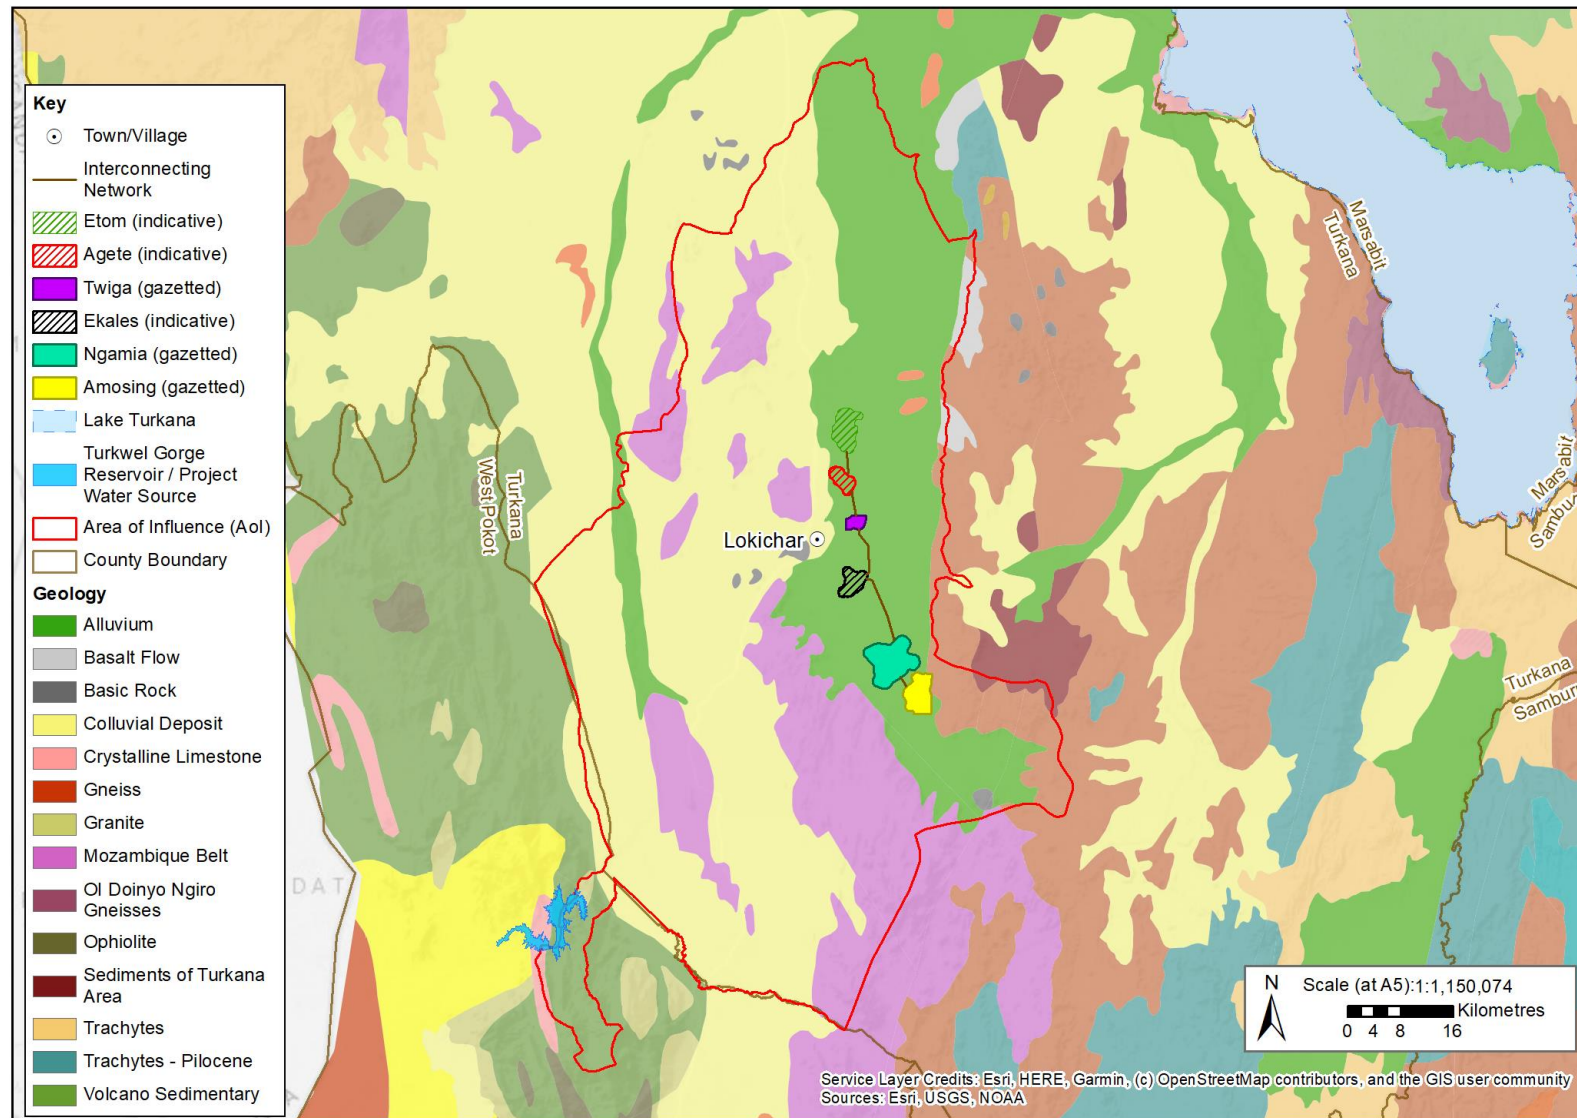 Key
Town/Village
Interconnecting
Network
Etom (indicative)
Agete (indicative)
Twiga (gazetted)
Ekales (indicative)
Ngamia (gazetted)
Amosing (gazetted)
Lake Turkana
Turkwel Gorge
Reservoir / Project
Water Source
Area of Influence (AoI)
County Boundary
Geology
Alluvium
Basalt Flow
Basic Rock
Colluvial Deposit
Crystalline Limestone
Gneiss
Granite
Mozambique Belt
Ol Doinyo Ngiro
Gneisses
Ophiolite
Sediments of Turkana
Area
Trachytes
Trachytes - Pilocene
Volcano Sedimentary
Marsabit
Turkana
Turkana
West Pokot
Marsabit
Sambu
Lokichar
Turkana
Sambur
DAT
N
Scale (at A5):1:1,150,074
Kilometres
0 4 8 16
Service Layer Credits: Esri, HERE, Garmin, (c) OpenStreetMap contributors, and the GIS user community
Sources: Esri, USGS, NOAA